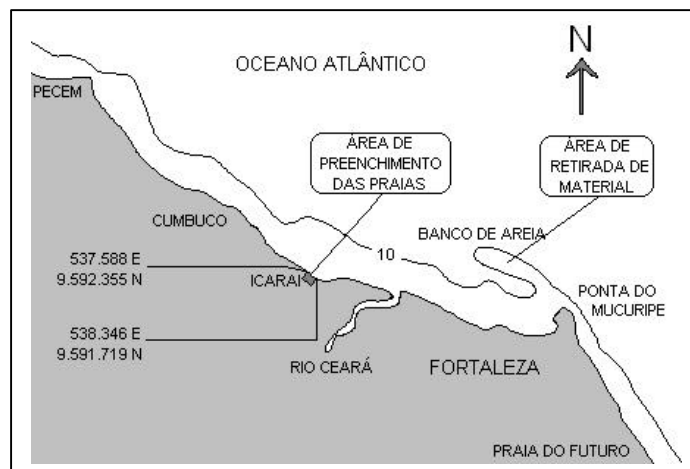 N
OCEANO ATLÂNTICO
PECEM
ÁREA DE
PREENCHIMENTO
DAS PRAIAS
ÁREA DE
RETIRADA DE
MATERIAL
CUMBUCO
BANCO DE AREIA
10
537.588 E
9.592.355 N
ICARAI
PONTA DO
MUCURIPE
538.346 E
9.591.719 N
RIO CEARÁ
FORTALEZA
PRAIA DO FUTURO